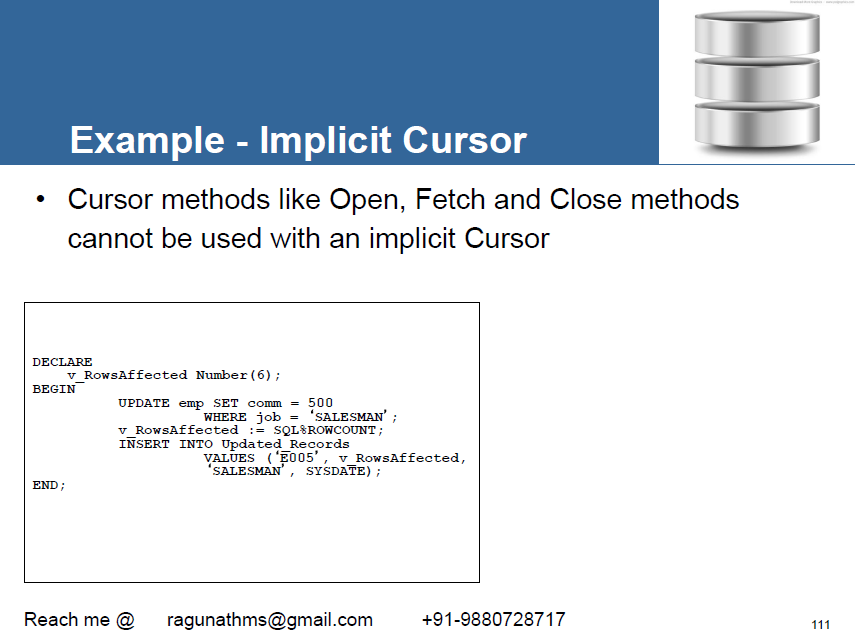 Example - Implicit Cursor
• Cursor methods like Open, Fetch and Close methods
cannot be used with an implicit Cursor
DECLARE
v_RowsAffected Number(6);
BEGIN
UPDATE emp SET comm = 500
WHERE job = ‘SALESMAN’;
v_RowsAffected := SQL%ROWCOUNT;
INSERT INTO Updated_Records
VALUES (‘E005’, v_RowsAffected,
‘SALESMAN’, SYSDATE);
END;
Reach me @ ragunathms@gmail.com +91-9880728717
111